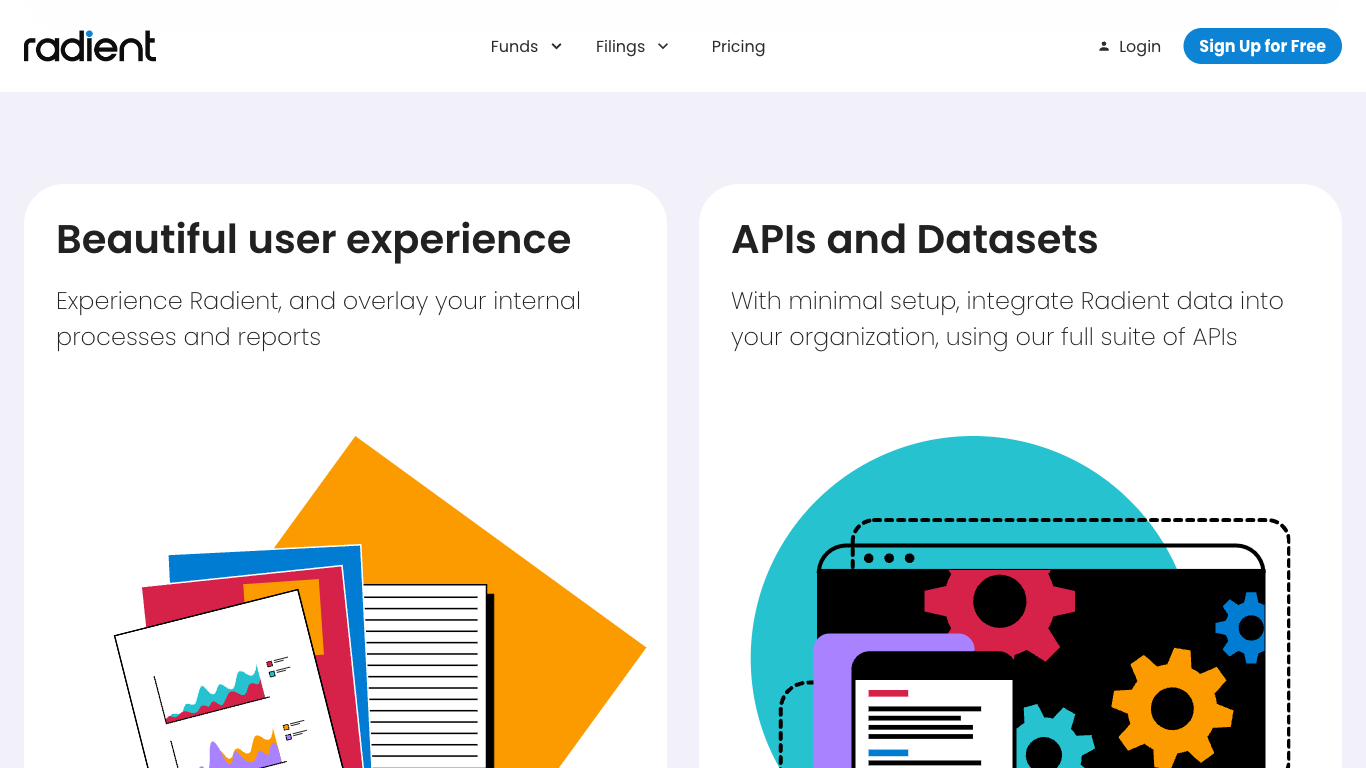 radient
Funds
Filings
Pricing
Login
Sign Up for Free
Beautiful user experience
Experience Radient, and overlay your internal
processes and reports
APIs and Datasets
With minimal setup, integrate Radient data into
your organization, using our full suite of APIs